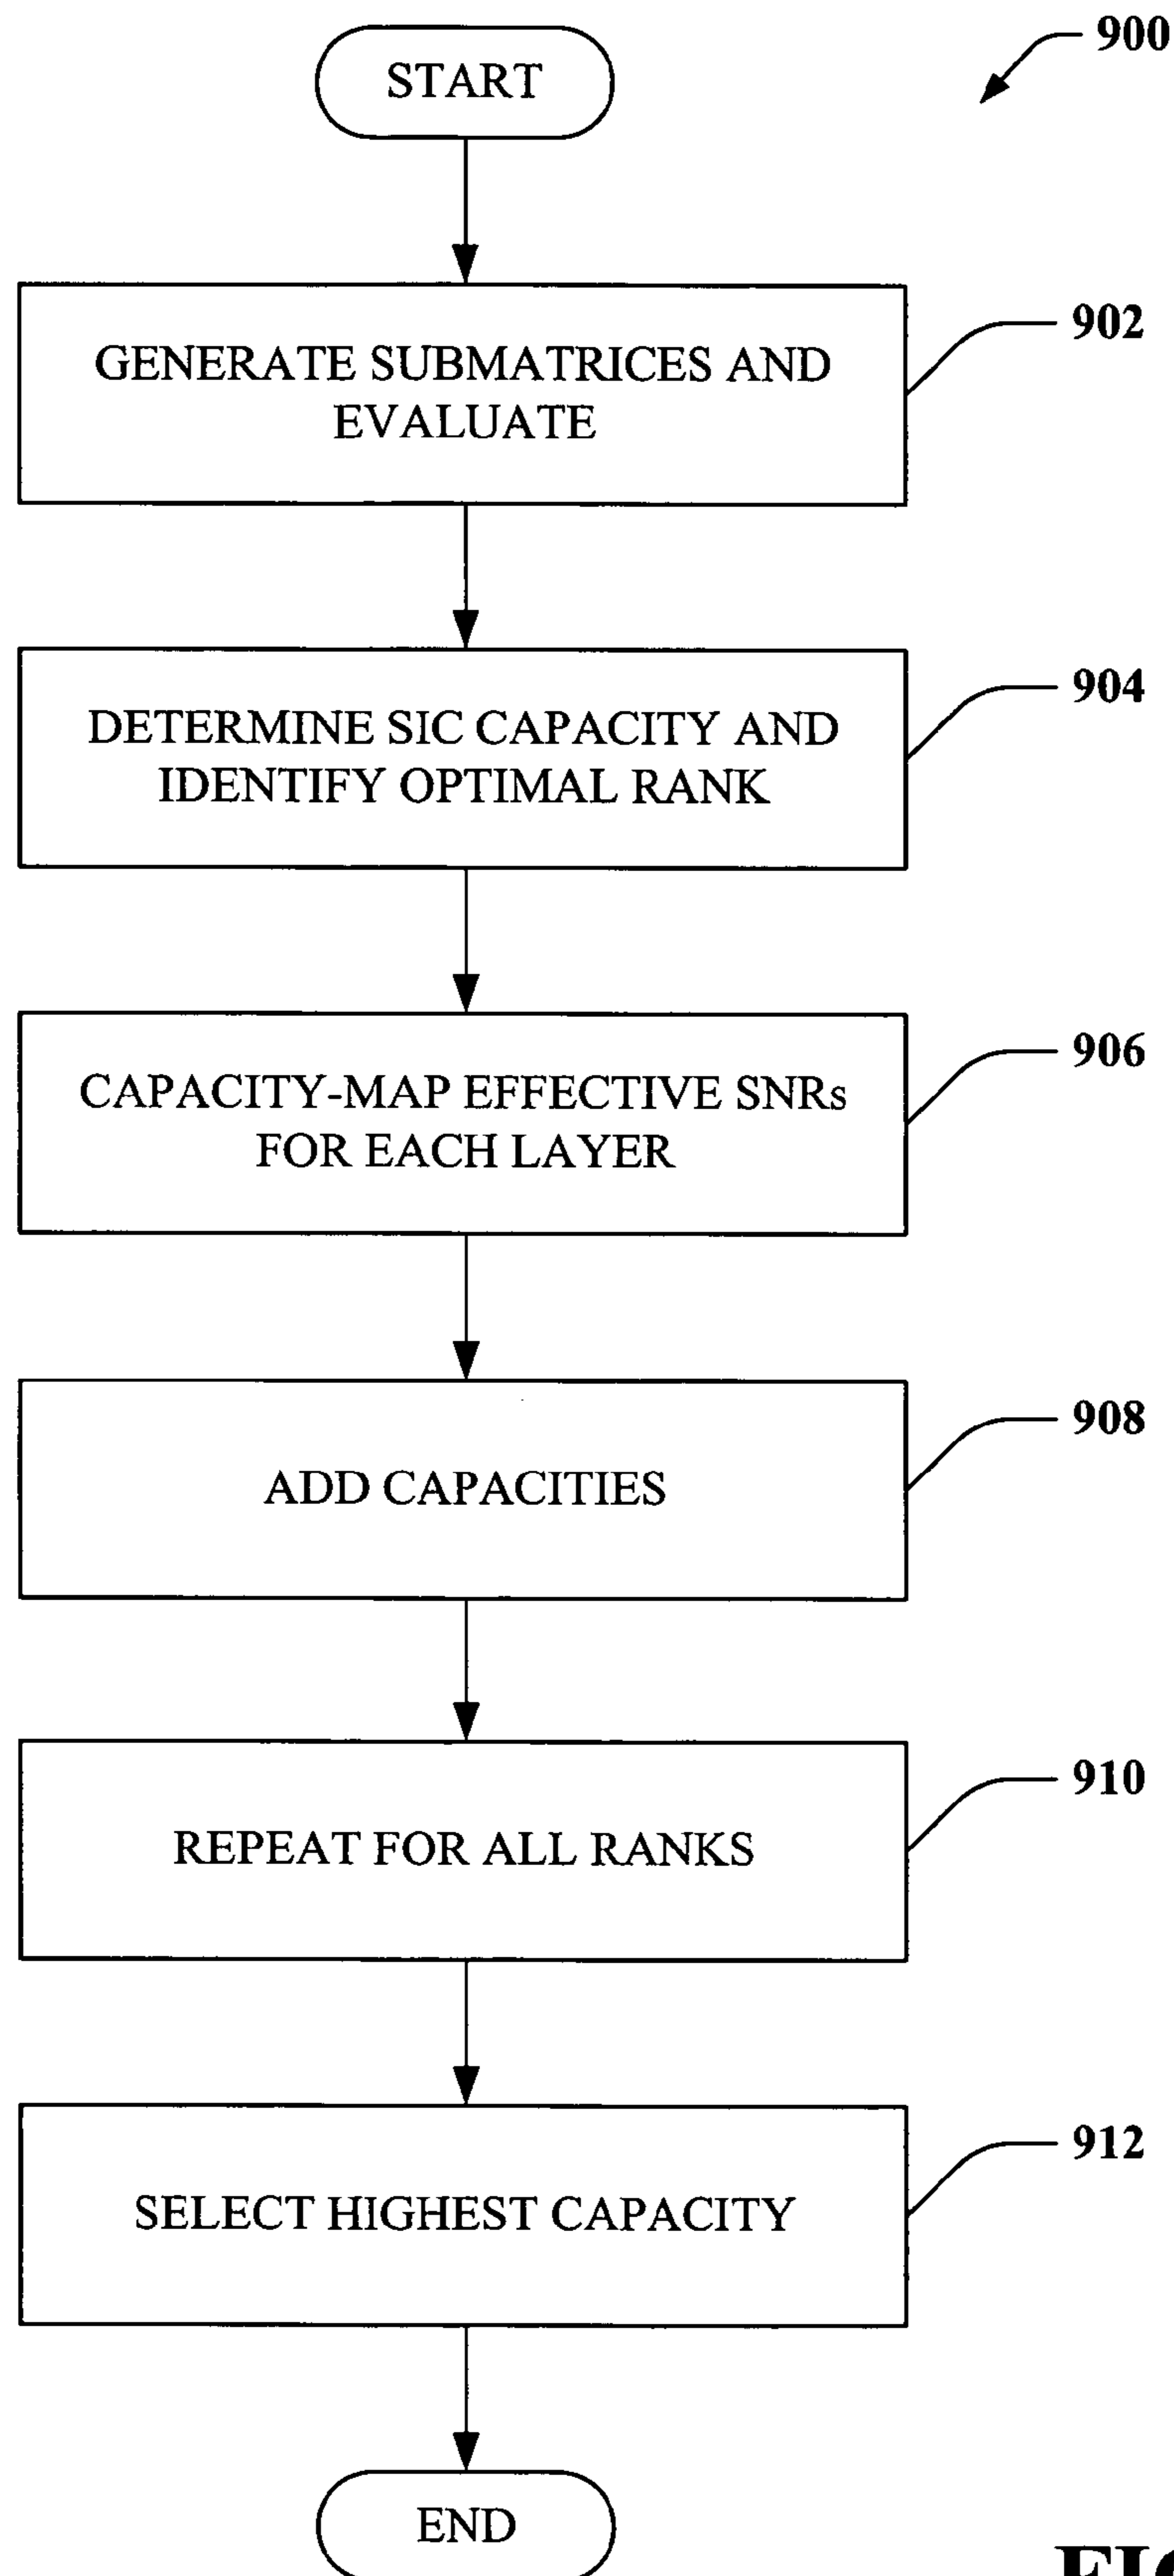 900
START
GENERATE SUBMATRICES AND
EVALUATE
902
DETERMINE SIC CAPACITY AND
IDENTIFY OPTIMAL RANK
904
CAPACITY-MAP EFFECTIVE SNRs
FOR EACH LAYER
906
ADD CAPACITIES
908
REPEAT FOR ALL RANKS
910
SELECT HIGHEST CAPACITY
912
END